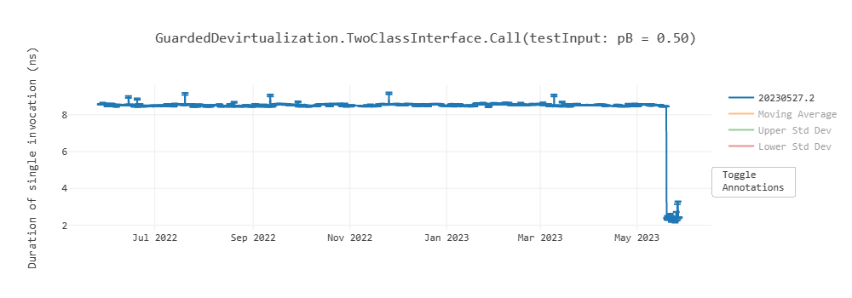 GuardedDevirtualization.TwoClassInterface.Call(testInput: pB = 0.50)
Duration of single invocation (ns)
8
6
4
2
Jul 2022
Sep 2022
Nov 2022
Jan 2023
Mar 2023
May 2023
20230527.2
Moving Average
Upper Std Dev
Lower Std Dev
Toggle
Annotations